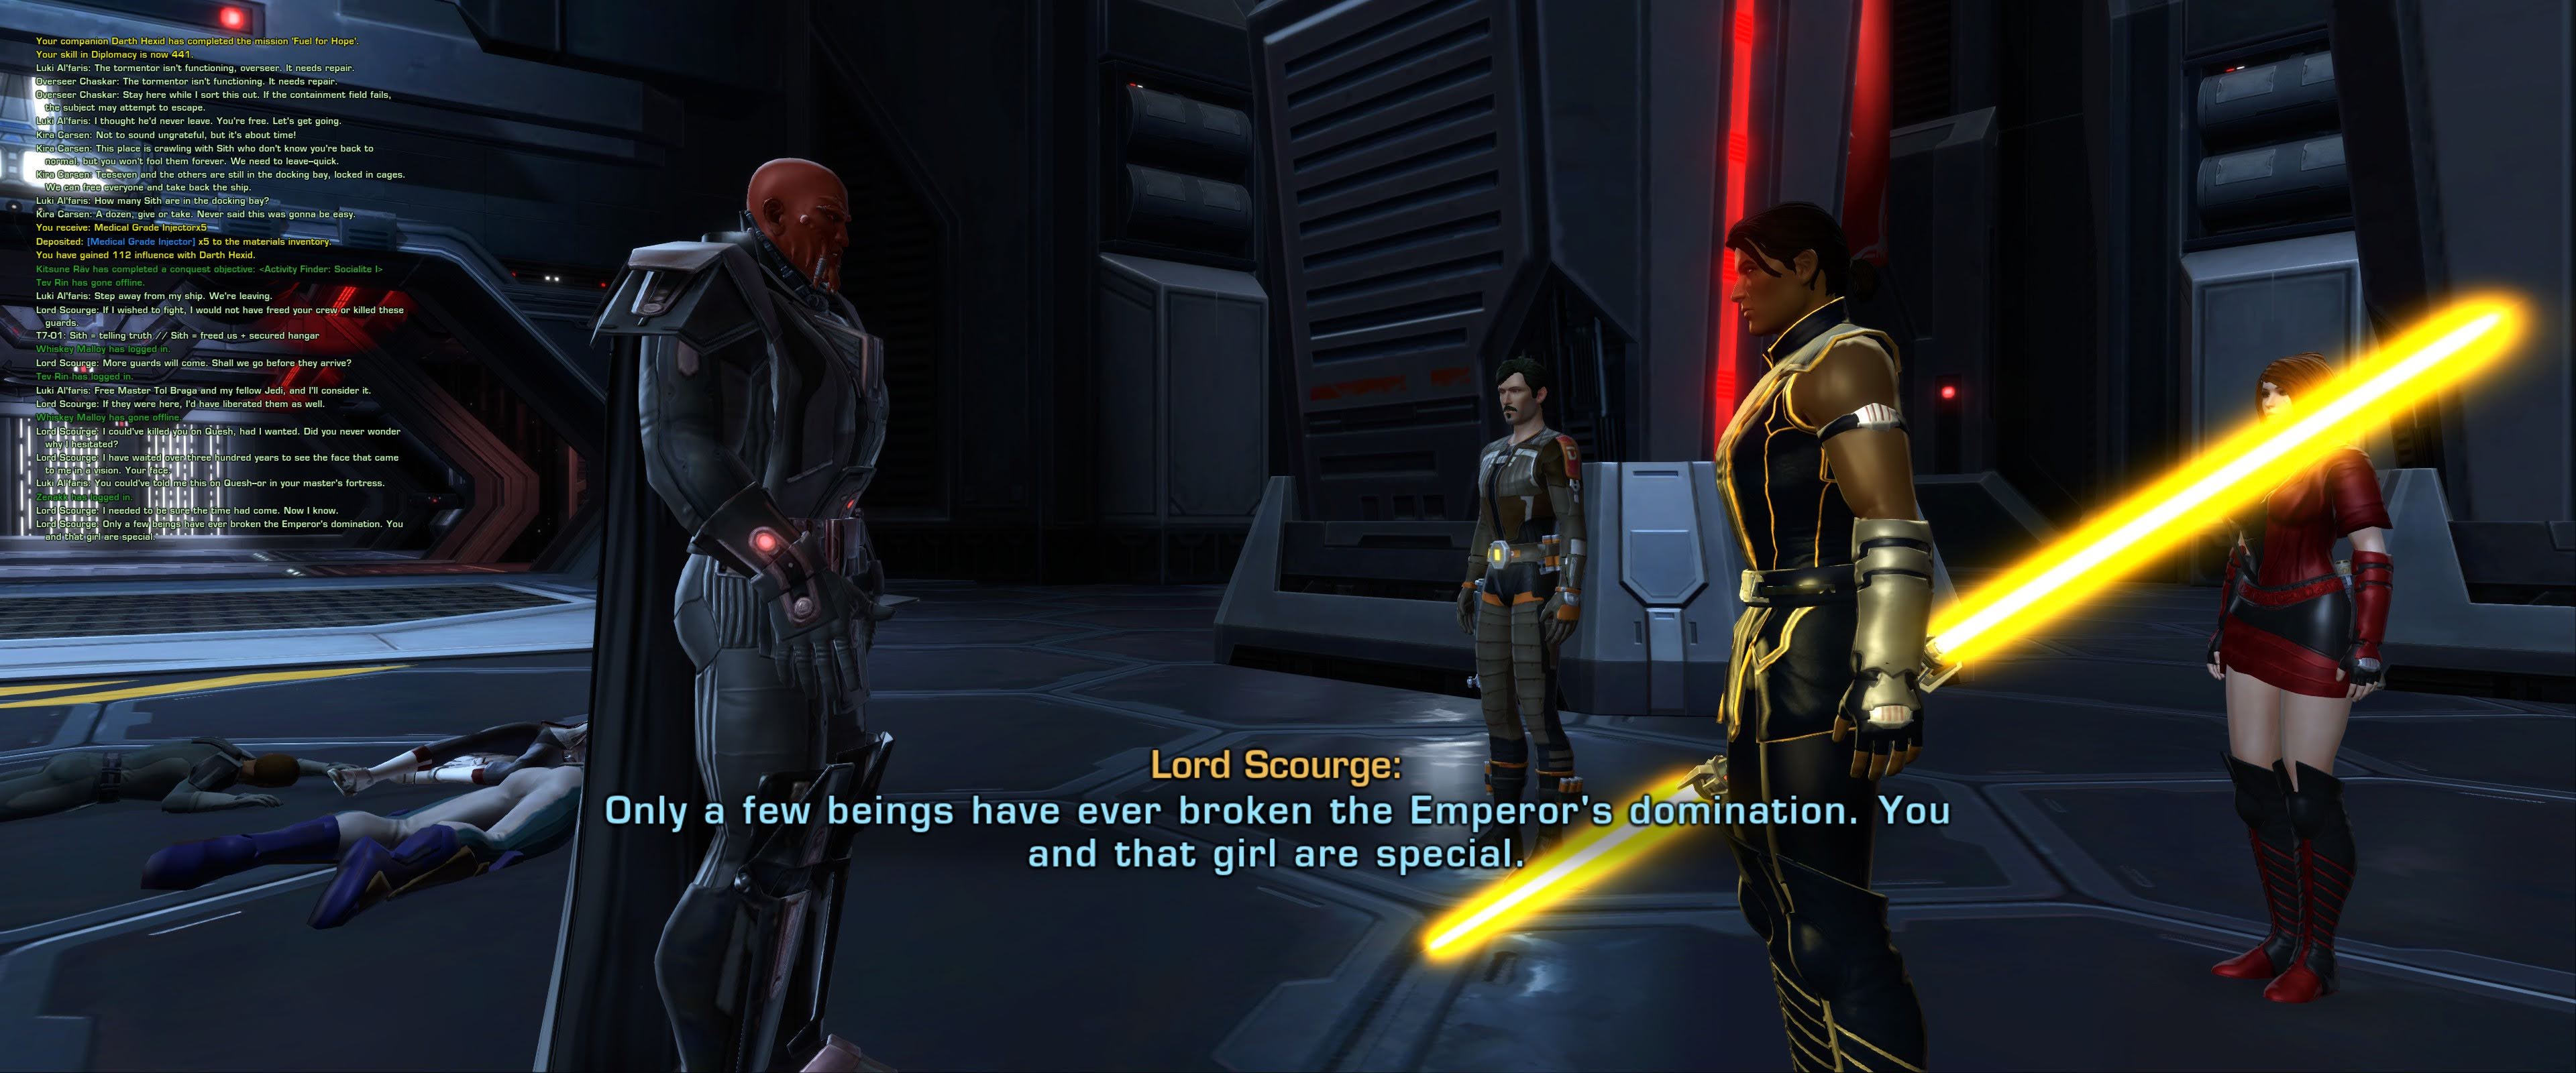 Your companion Darth Hexid has completed the mission 'Fuel for Hope'.
Your skill in Diplomacy is now 441.
Luki Al'faris: The tormentor isn't functioning, overseer. It needs repair.
Overseer Chaskar: The tormentor isn't functioning. It needs repair.
Overseer Chaskar: Stay here while I sort this out. If the containment field fails,
the subject may attempt to escape.
Luki Al'faris: I thought he'd never leave. You're free. Let's get going.
Kira Carsen: Not to sound ungrateful, but it's about time!
Kira Carsen: This place is crawling with Sith who don't know you're back to
normal, but you won't fool them forever. We need to leave—quick.
Kira Carsen: Teeseven and the others are still in the docking bay, locked in cages.
We can free everyone and take back the ship.
Luki Al'faris: How many Sith are in the docking bay?
Kira Carsen: A dozen, give or take. Never said this was gonna be easy.
You receive: Medical Grade Injectorx5
Deposited: [Medical Grade Injector] x5 to the materials inventory.
You have gained 112 influence with Darth Hexid.
Kitsune Räv has completed a conquest objective: <Activity Finder: Socialite I>
Tev Rin has gone offline.
Luki Al'faris: Step away from my ship. We're leaving.
Lord Scourge: If I wished to fight, I would not have freed your crew or killed these
guards.
T7-O1: Sith = telling truth // Sith = freed us + secured hangar
Whiskey Malloy has logged in.
Lord Scourge: More guards will come. Shall we go before they arrive?
Tev Rin has logged in.
Luki Al'faris: Free Master Tol Braga and my fellow Jedi, and I'll consider it.
Lord Scourge: If they were here, I'd have liberated them as well.
Whiskey Malloy has gone offline.
Lord Scourge: I could've killed you on Quesh, had I wanted. Did you never wonder
why I hesitated?
Lord Scourge: I have waited over three hundred years to see the face that came
to me in a vision. Your face.
Luki Al'faris: You could've told me this on Quesh—or in your master's fortress.
Zenakk has logged in.
Lord Scourge: I needed to be sure the time had come. Now I know.
Lord Scourge: Only a few beings have ever broken the Emperor's domination. You
and that girl are special.
Lord Scourge:
Only a few beings have ever broken the Emperor's domination. You
and that girl are special.